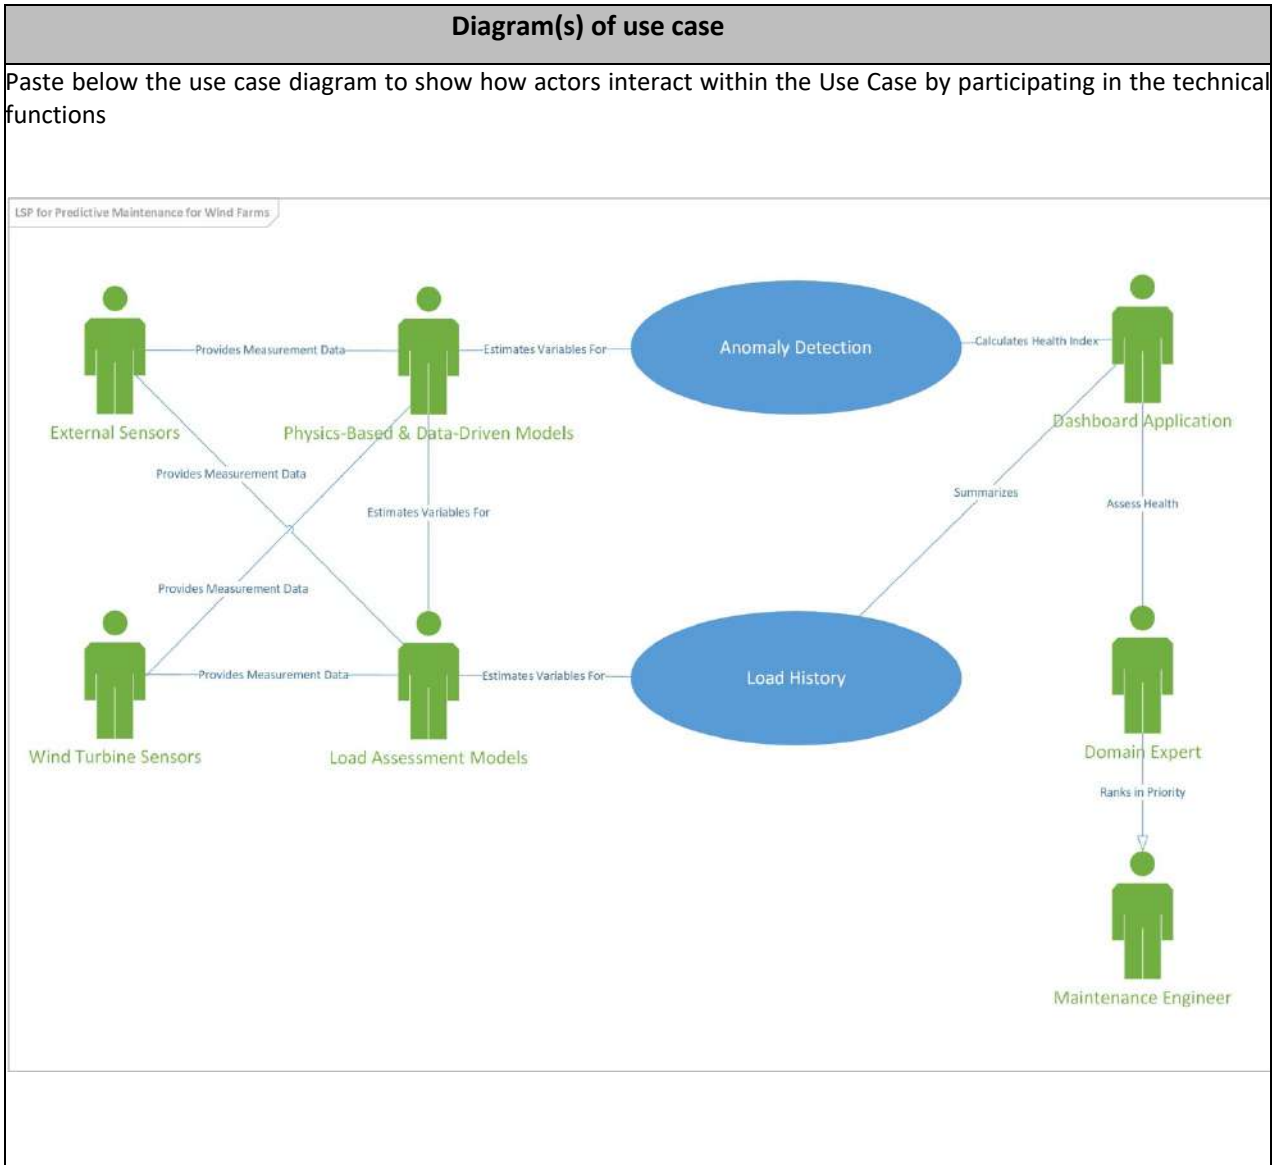 Diagram(s) of use case
Paste below the use case diagram to show how actors interact within the Use Case by participating in the technical
functions
LSP for Predictive Maintenance for Wind Farms
Provides Measurement Data
Estimates Variables For
Anomaly Detection
Calculates Health Index
External Sensors
Physics-Based & Data-Driven Models
Dashboard Application
Provides Measurement Data
Summarizes
Estimates Variables For
Assess Health
Provides Measurement Data
Provides Measurement Data
Estimates Variables For
Load History
Wind Turbine Sensors
Load Assessment Models
Domain Expert
Ranks in Priority
Maintenance Engineer